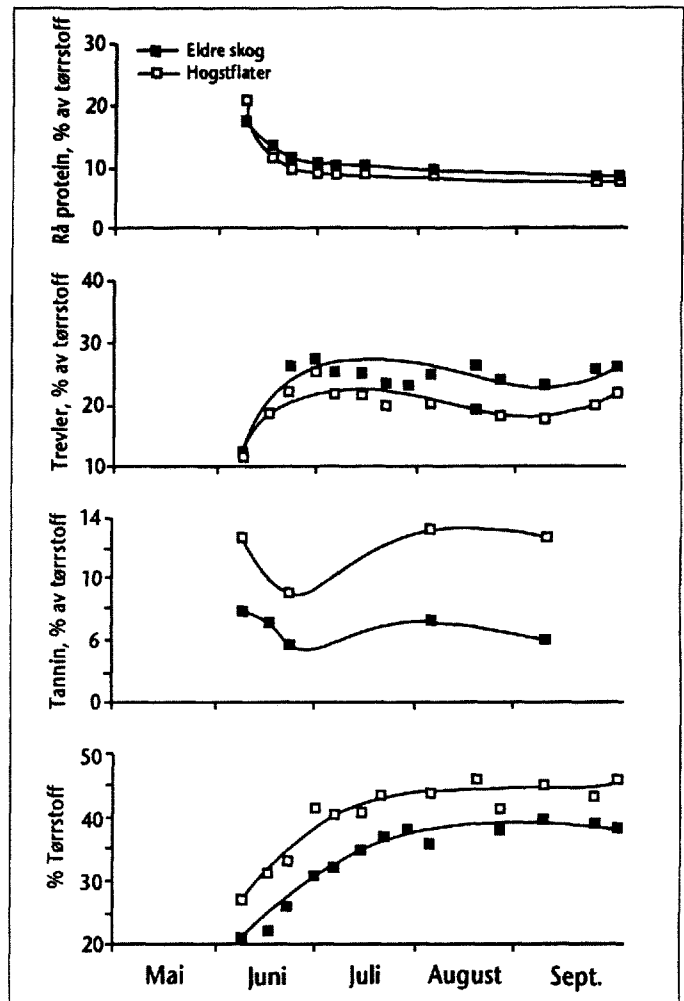 Eldre skog
Hogstflater
Rå protein, % av tørrstoff
30
20
10
0
Trevler, % av tørrstoff
40
30
20
10
Tannin, % av tørrstoff
14
10
6
0
% Tørrstoff
50
40
30
20
Mai Juni Juli August Sept.